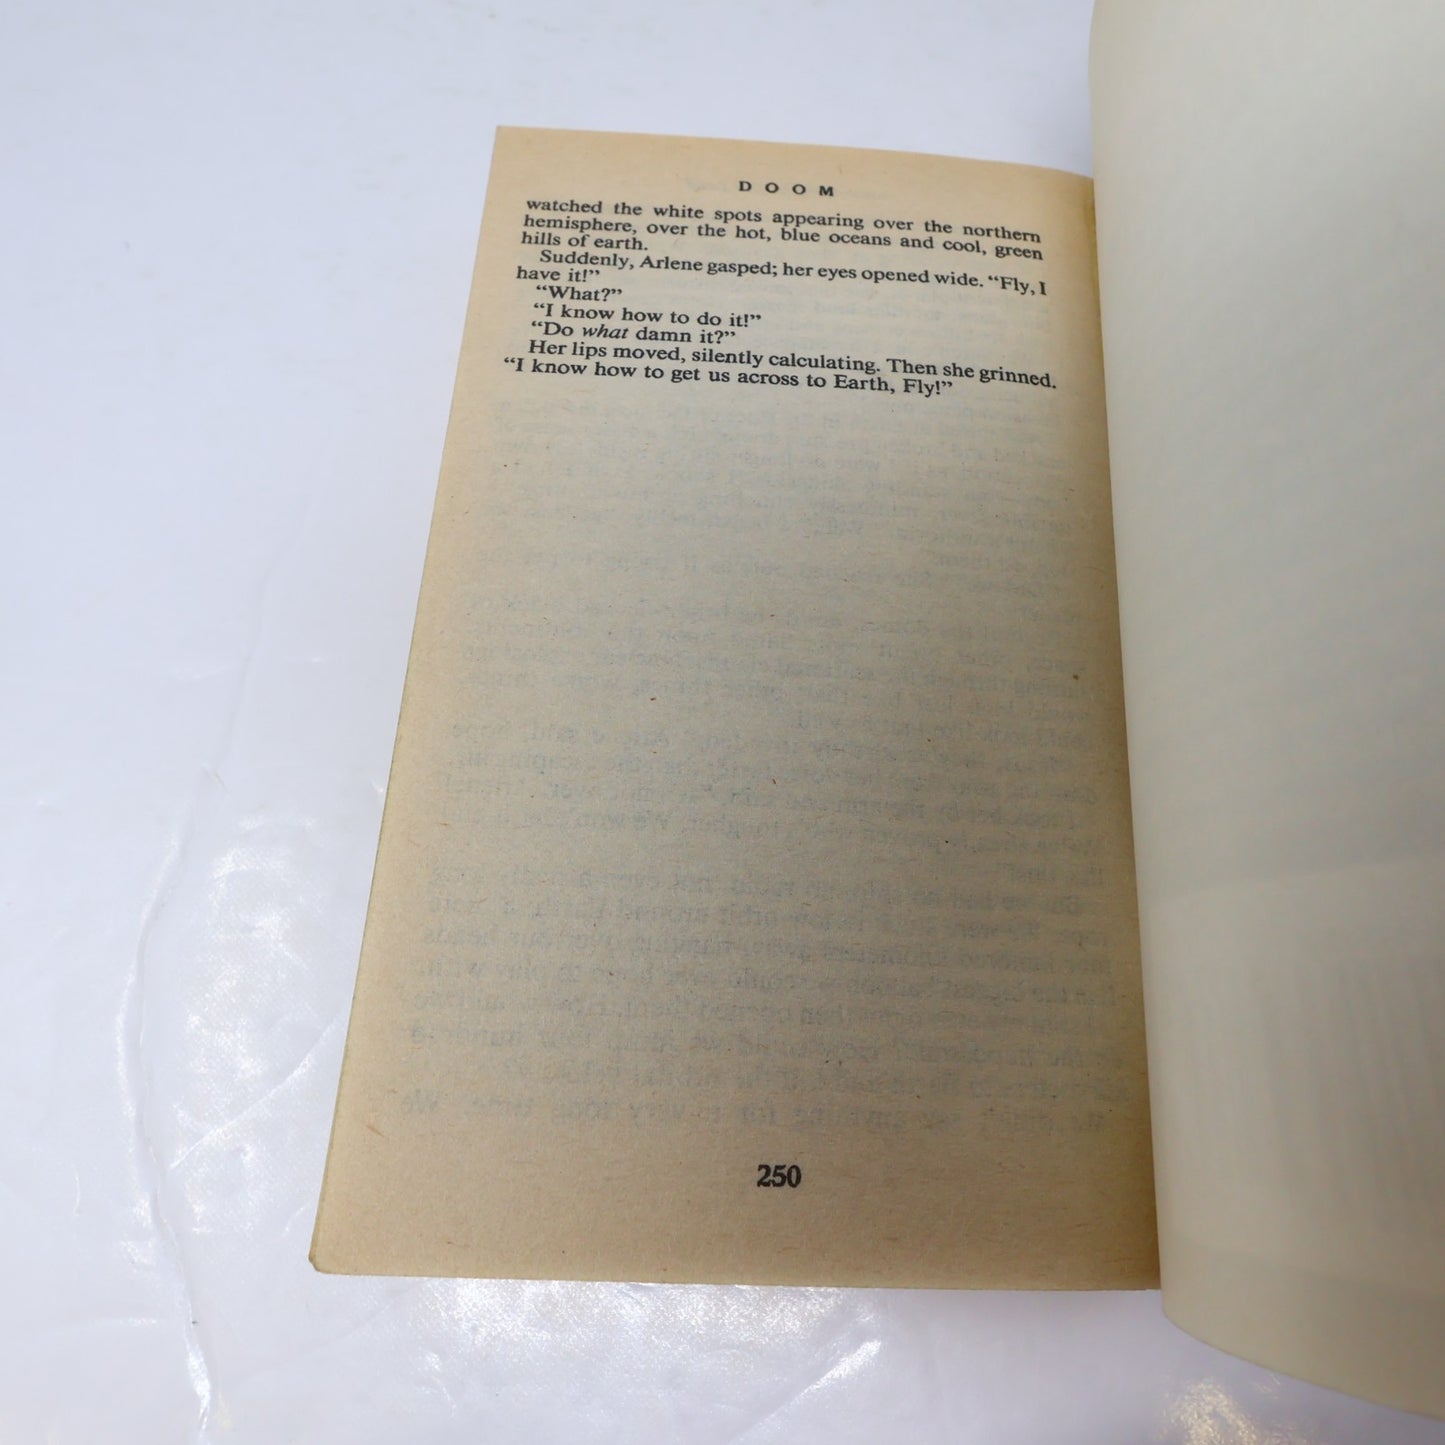 DOOM
watched the white spots appearing over the northern
hemisphere, over the hot, blue oceans and cool, green
hills of earth.
Suddenly, Arlene gasped; her eyes opened wide. “Fly, I
have it!”
“What?”
“I know how to do it!”
“Do what damn it?”
Her lips moved, silently calculating. Then she grinned.
“I know how to get us across to Earth, Fly!”
250